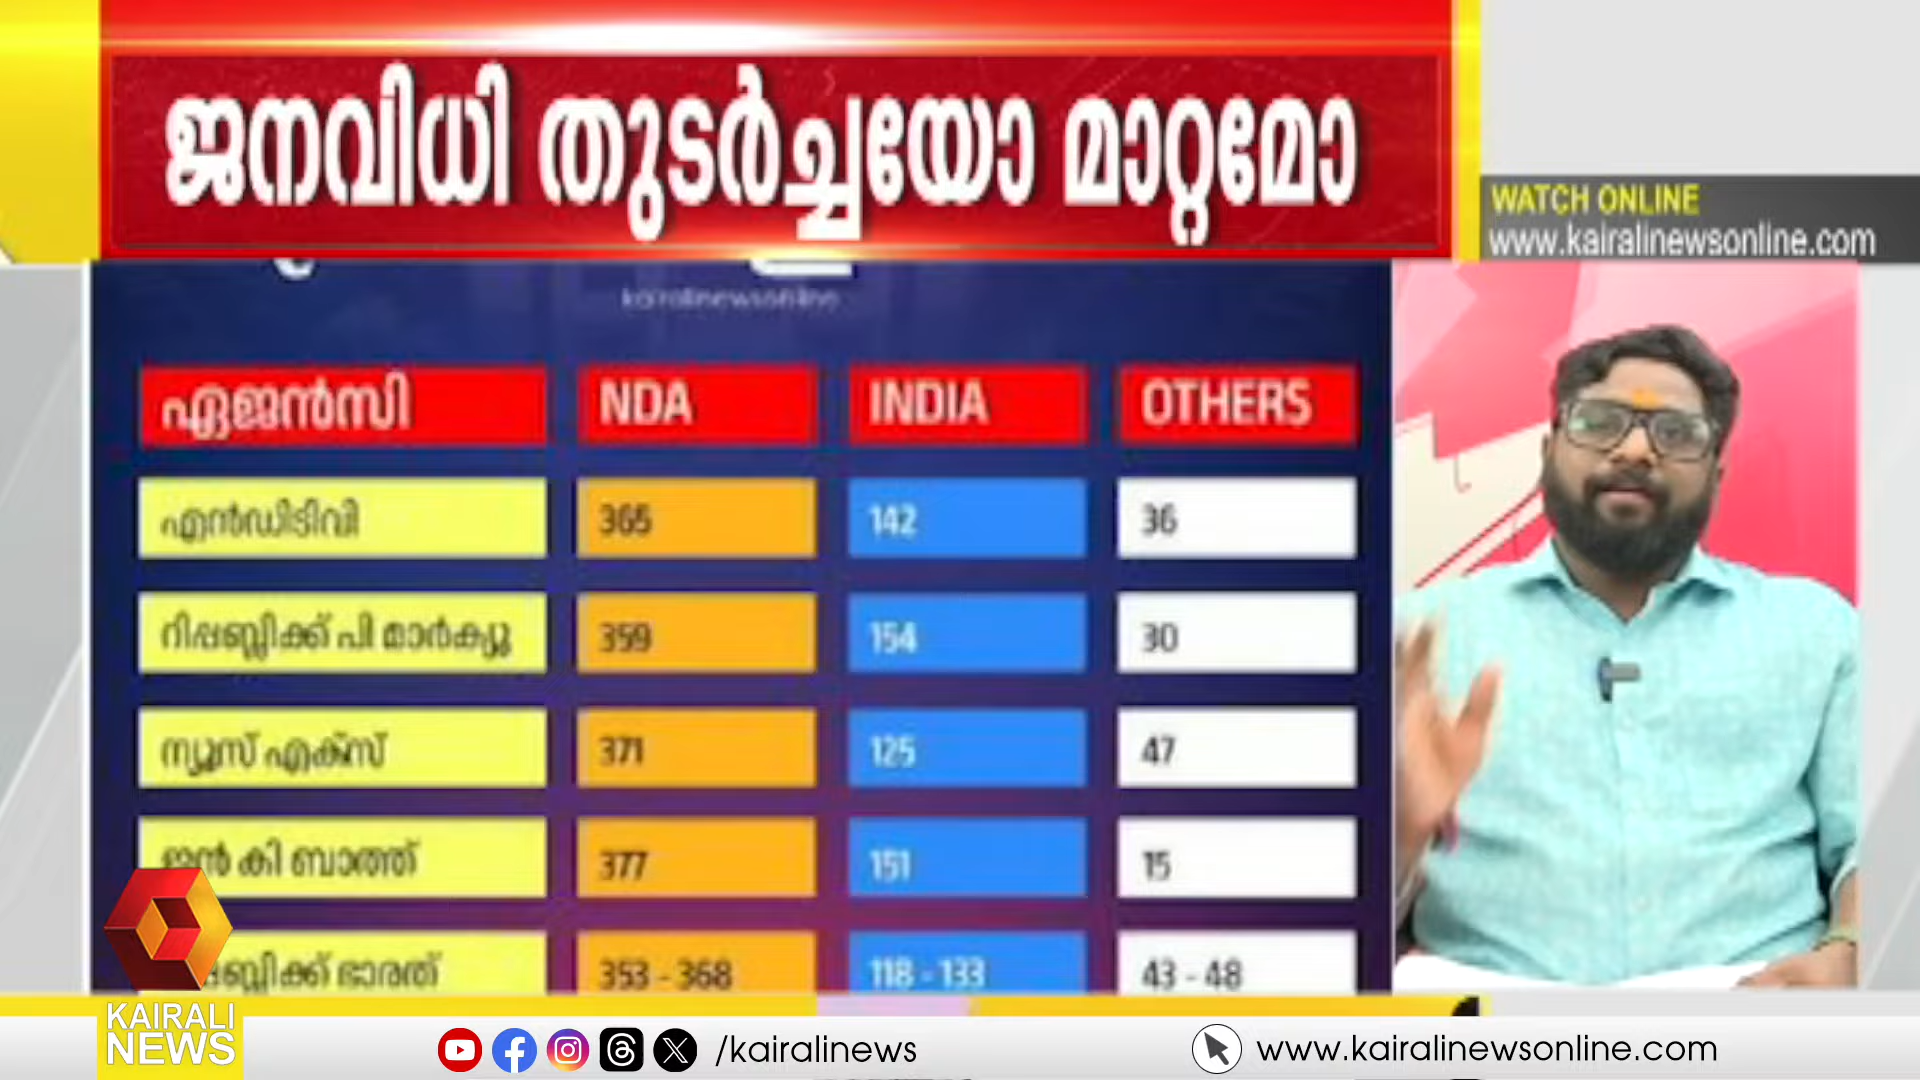 ജനവിധി തുടർച്ചയോ മാറ്റമോ
WATCH ONLINE
www.kairalinewsonline.com
kairalinewsonline
ഏജൻസി NDA INDIA OTHERS
എൻഡിടിവി 365 142 36
റിപ്പബ്ലിക്ക് പി മാർക്യൂ 359 154 30
ന്യൂസ് എക്സ് 371 125 47
ജൻ കി ബാത്ത് 377 151 15
ഭാരത് 353 - 368 118 - 133 43 - 48
KAIRALI
NEWS
/kairalinews
www.kairalinewsonline.com